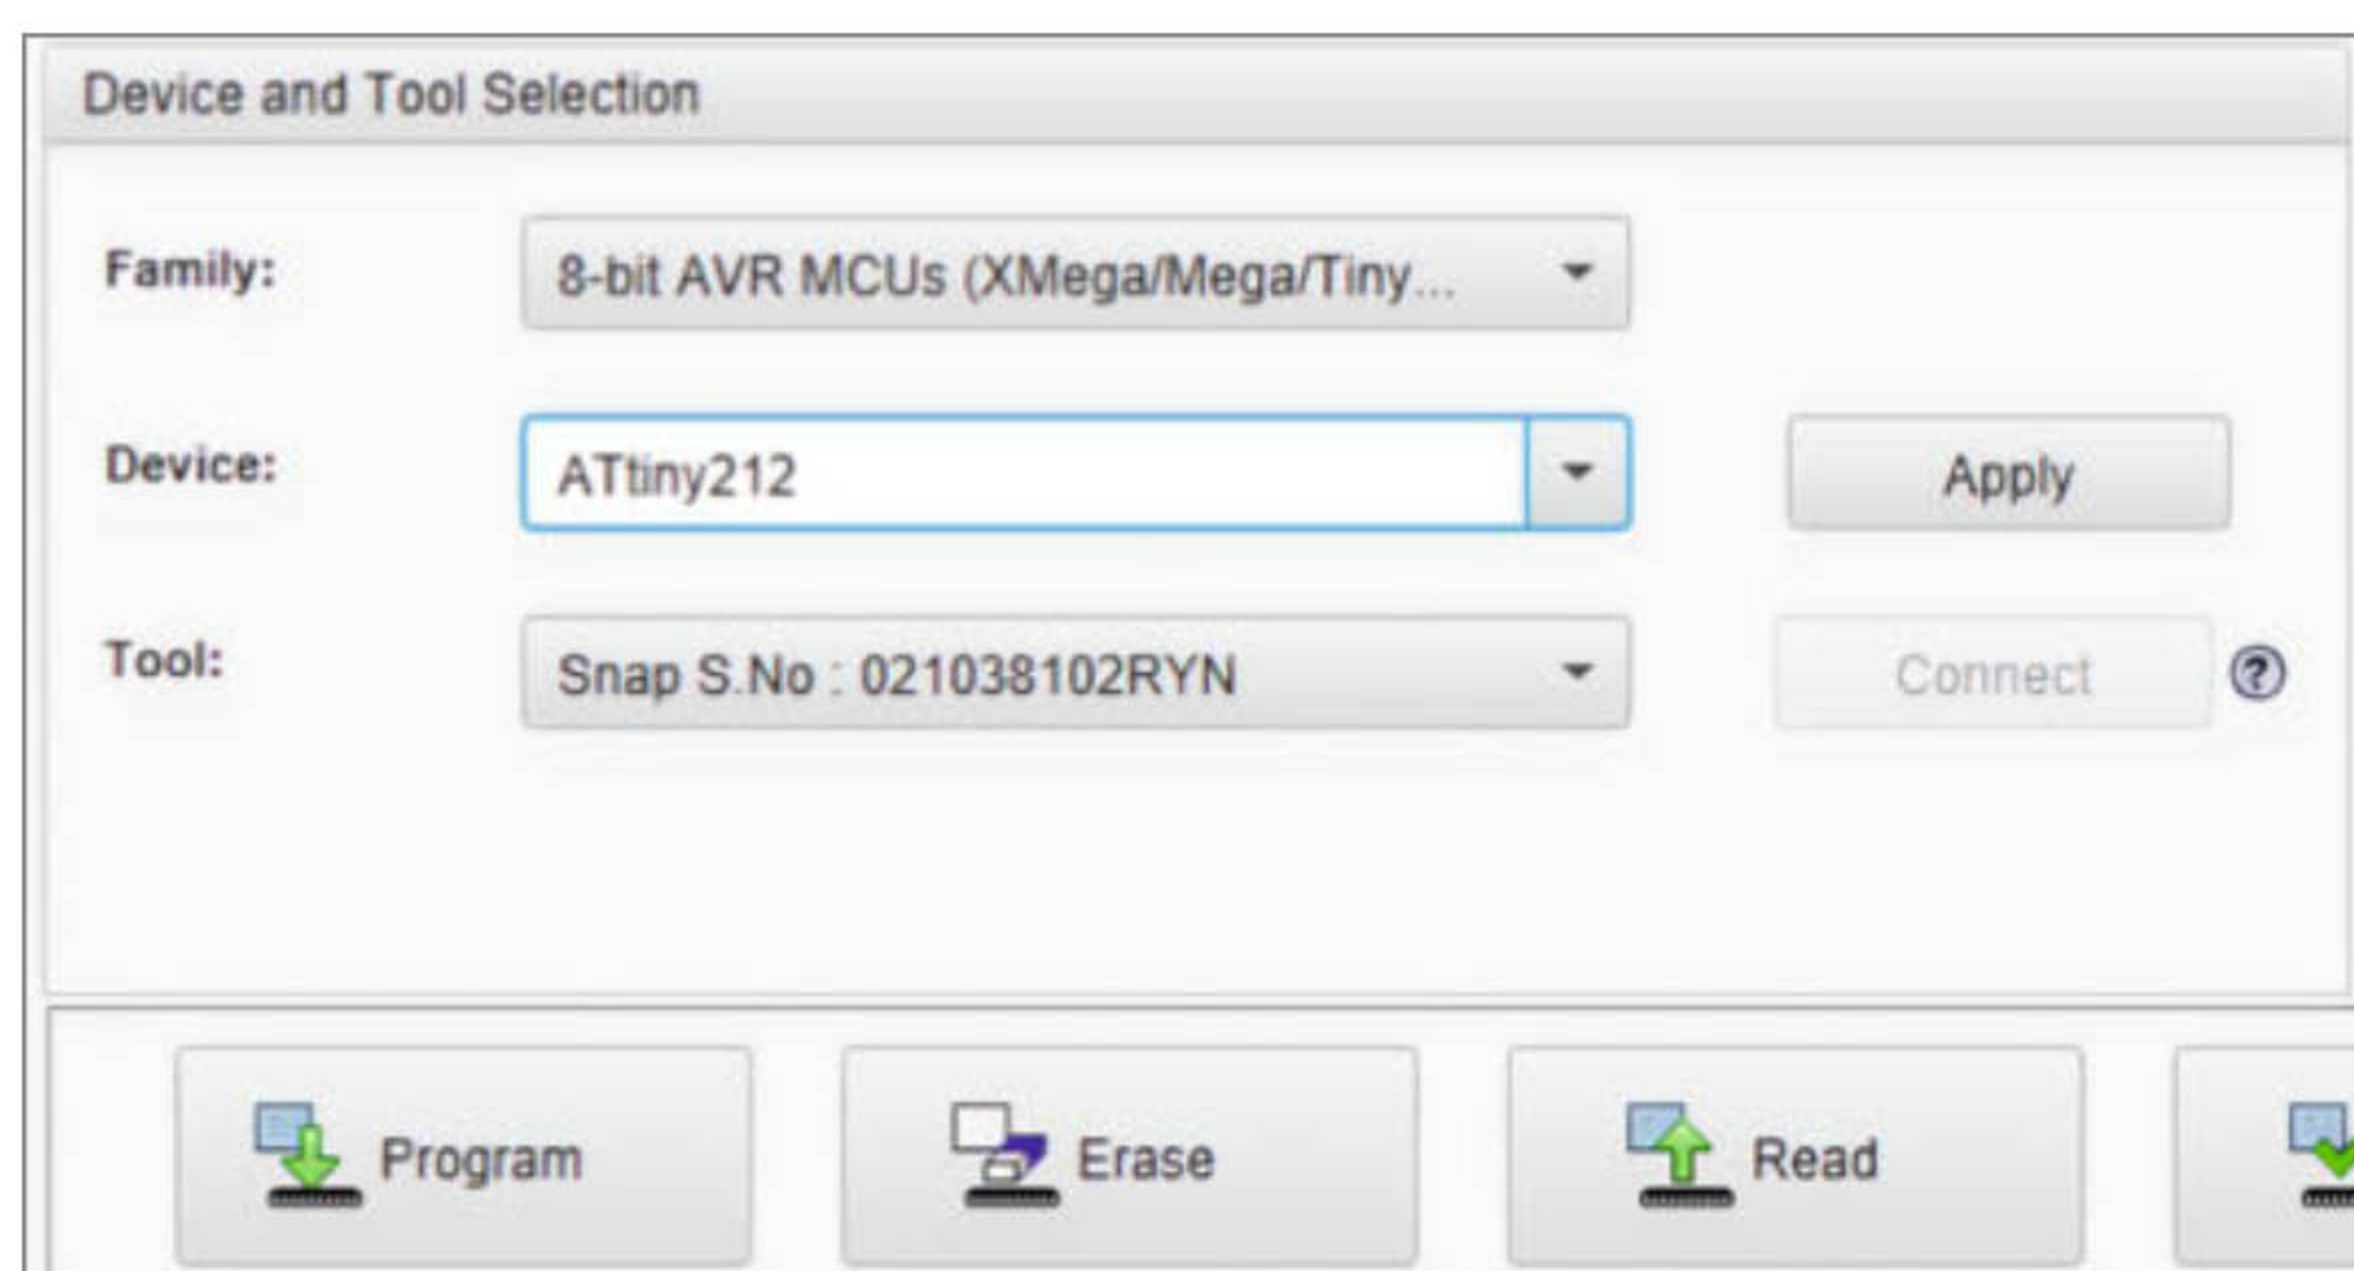 Device and Tool Selection
Family: 8-bit AVR MCUs (XMega/Mega/Tiny...
Device: ATtiny212 Apply
Tool: Snap S.No : 021038102RYN Connect ?
Program Erase Read